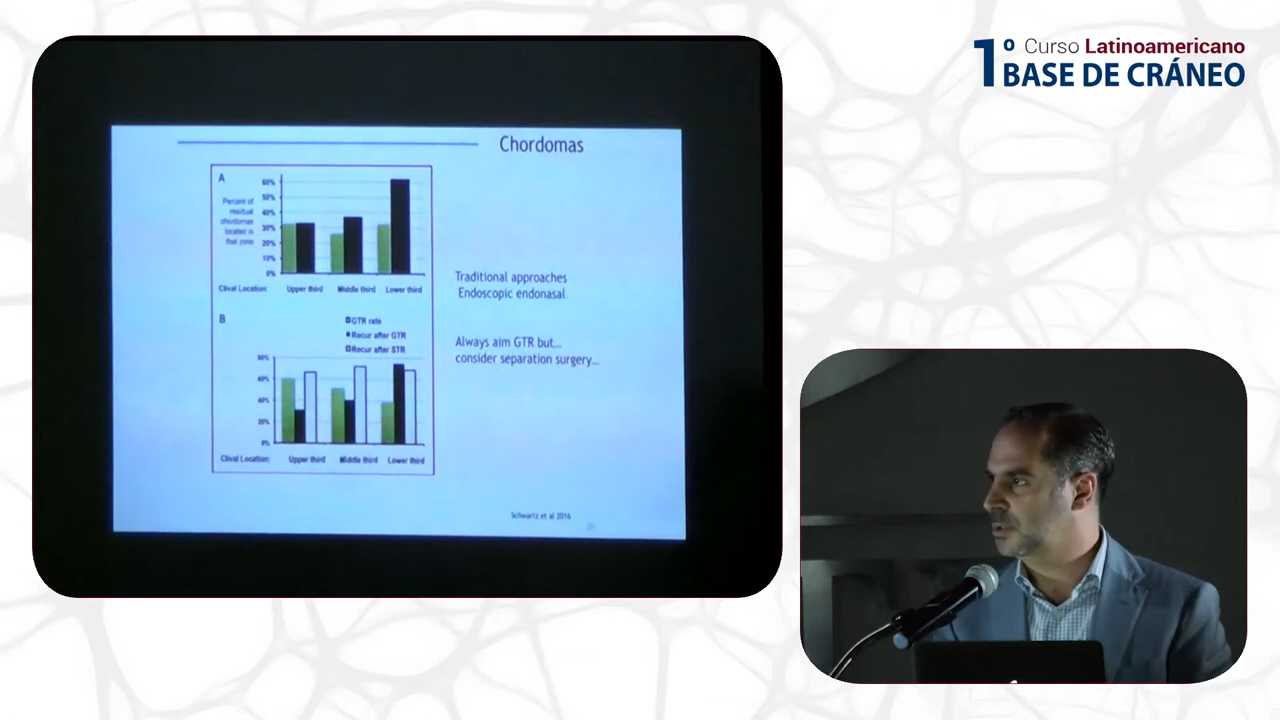 1º Curso Latinoamericano
BASE DE CRÁNEO
Chordomas
A
Percent of
residual
chordomas
located in
that zone
60%
50%
40%
30%
20%
10%
0%
Clival Location: Upper third Middle third Lower third
B
GTR rate
Recur after GTR
Recur after STR
80%
60%
40%
20%
0%
Clival Location: Upper third Middle third Lower third
Traditional approaches
Endoscopic endonasal
Always aim GTR but...
consider separation surgery...
Schwartz et al 2016